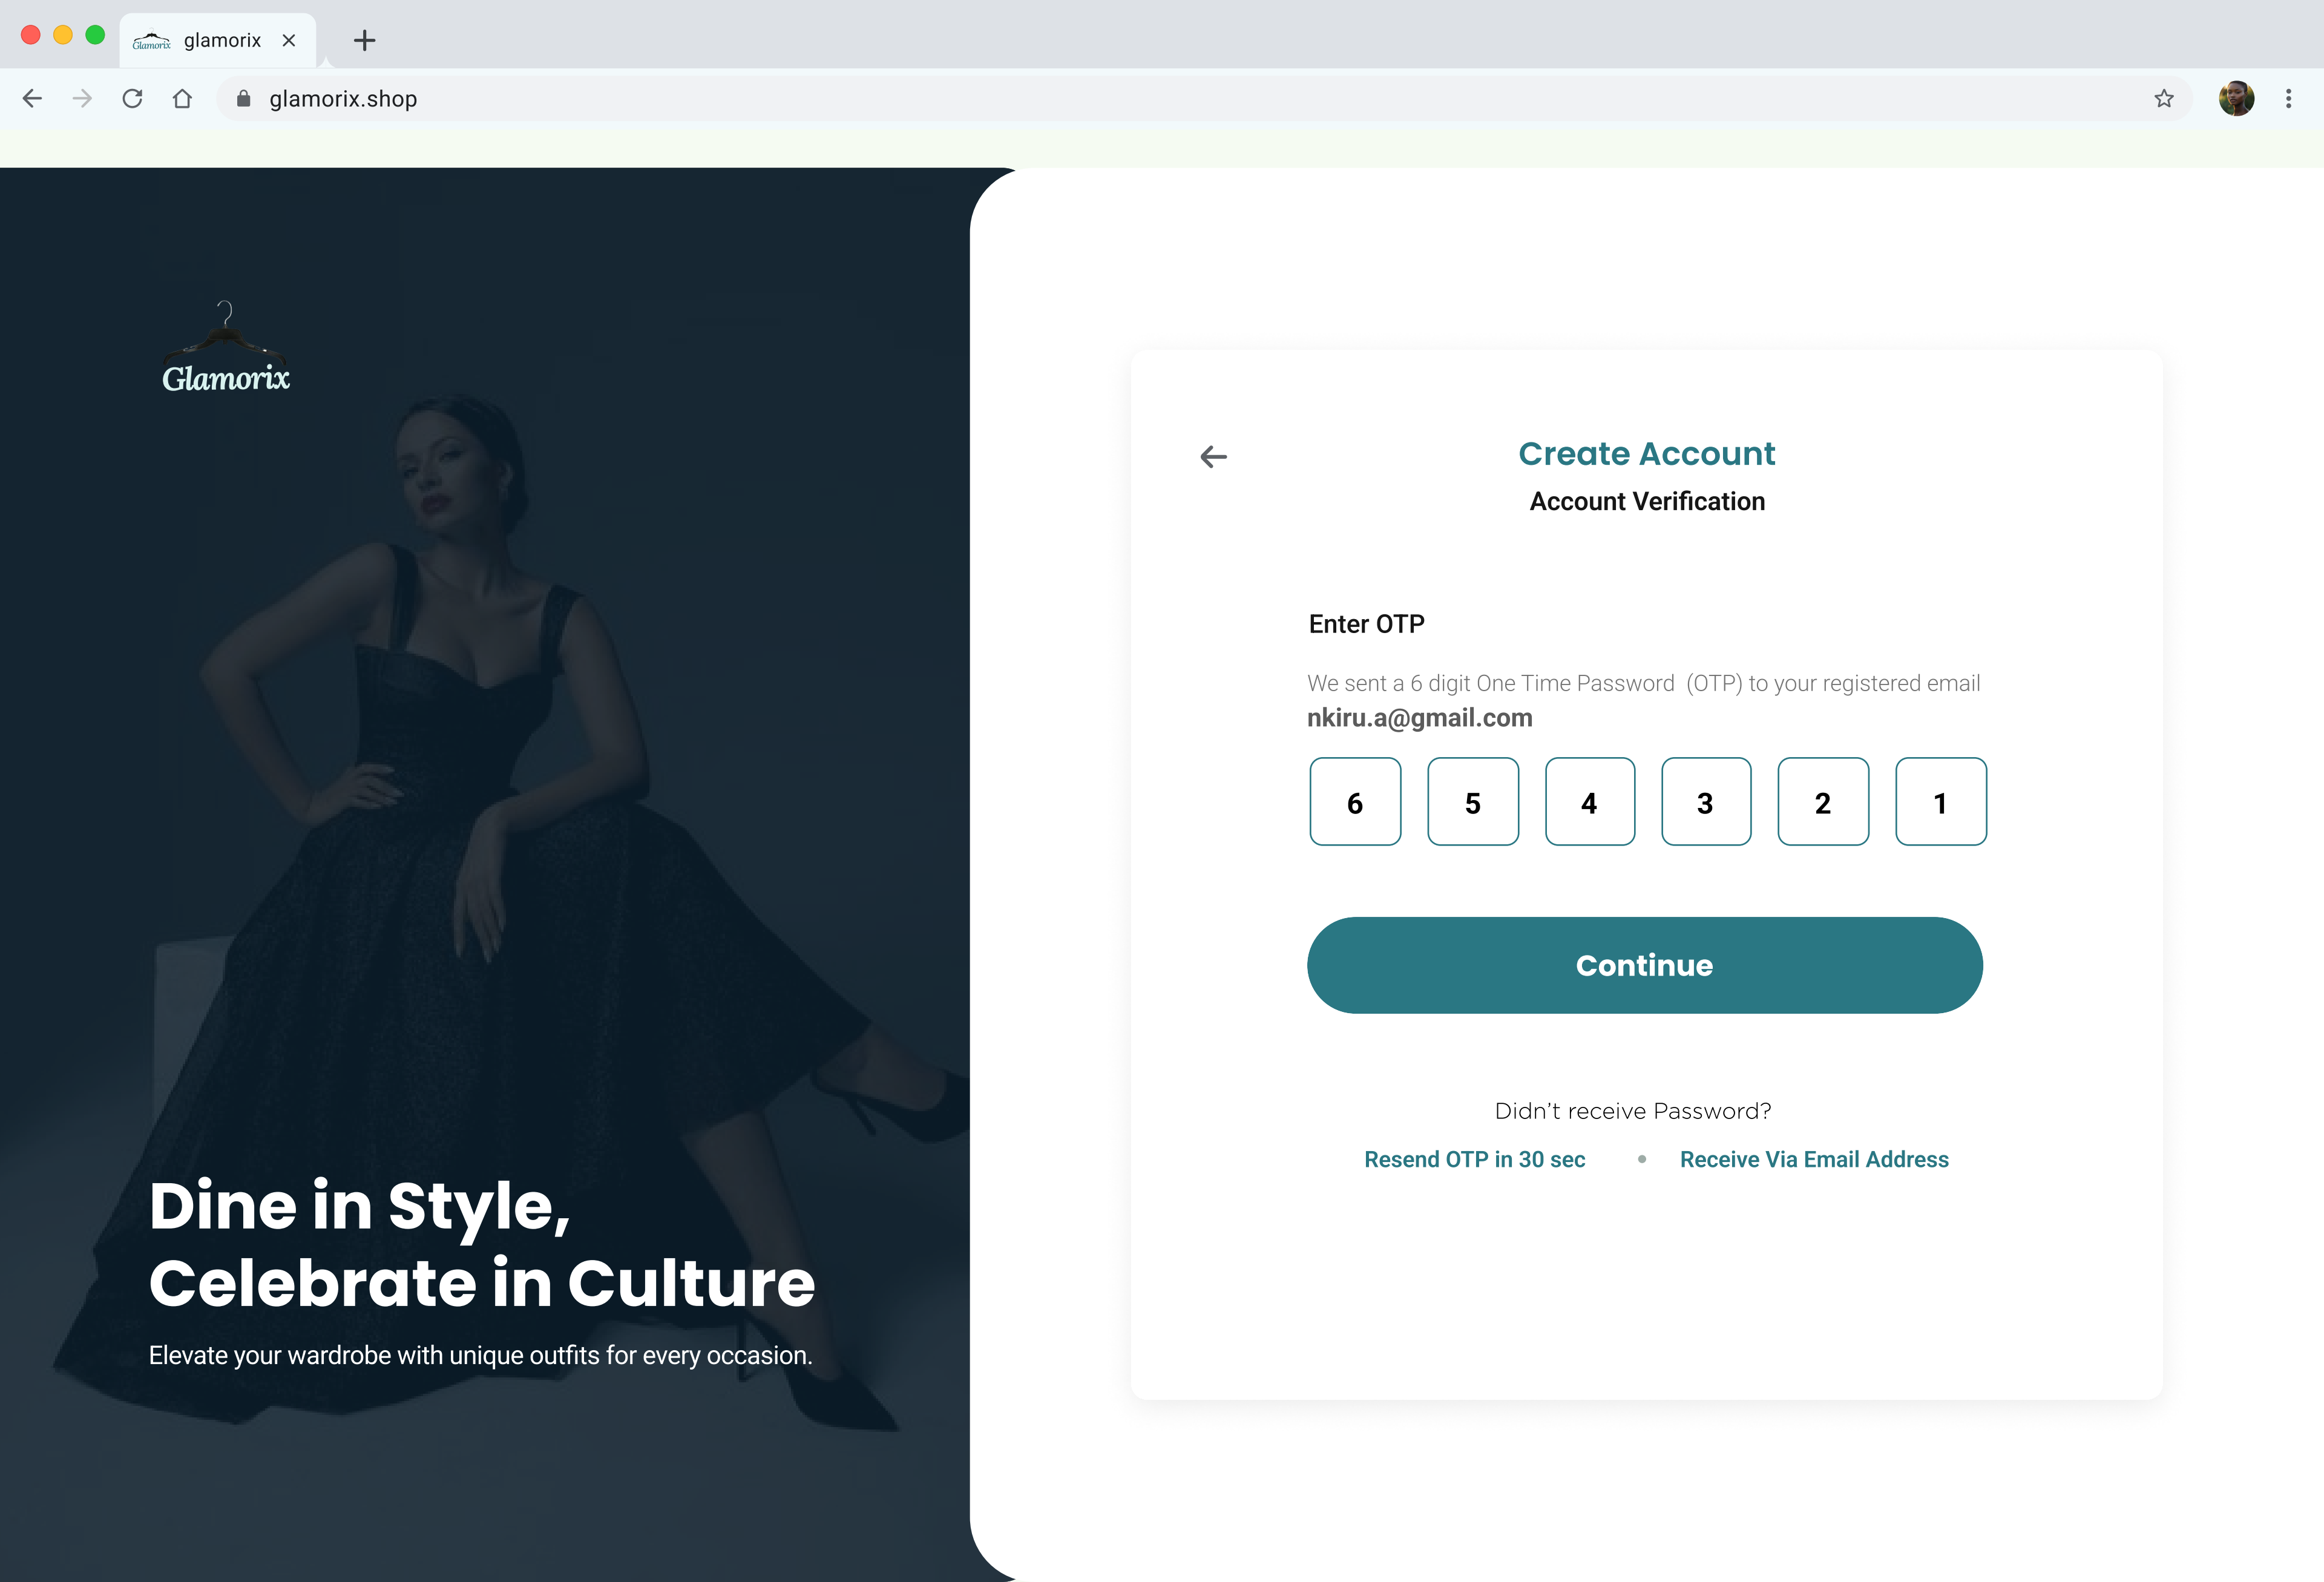 Glamorix glamorix
glamorix.shop
Glamorix
Dine in Style,
Celebrate in Culture
Elevate your wardrobe with unique outfits for every occasion.
Create Account
Account Verification
Enter OTP
We sent a 6 digit One Time Password (OTP) to your registered email
nkiru.a@gmail.com
6 5 4 3 2 1
Continue
Didn't receive Password?
Resend OTP in 30 sec • Receive Via Email Address